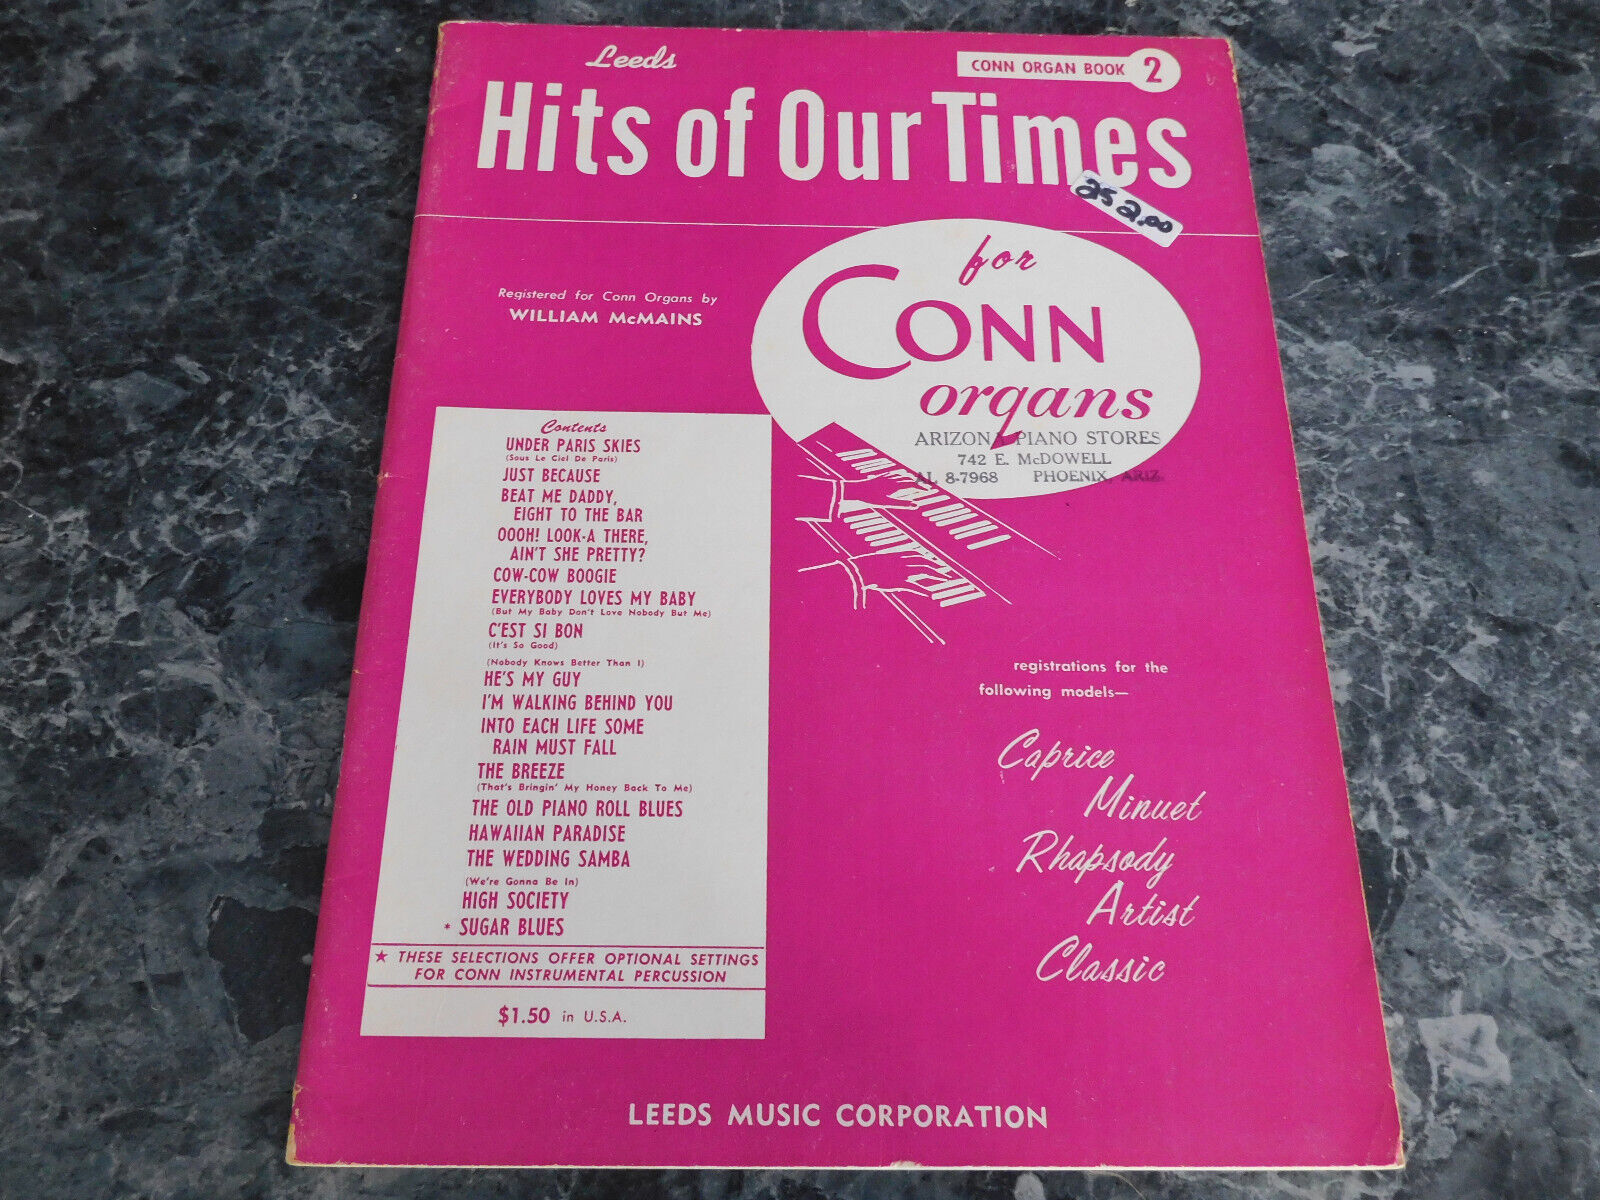 Leeds
CONN ORGAN BOOK 2
Hits of Our Times
25 2.00
for
CONN
organs
ARIZONA PIANO STORES
742 E. McDOWELL
AL 8-7968 PHOENIX, ARIZ.
Registered for Conn Organs by
WILLIAM McMAINS
Contents
UNDER PARIS SKIES
(Sous Le Ciel De Paris)
JUST BECAUSE
BEAT ME DADDY,
EIGHT TO THE BAR
OOOH! LOOK-A THERE,
AIN'T SHE PRETTY?
COW-COW BOOGIE
EVERYBODY LOVES MY BABY
(But My Baby Don't Love Nobody But Me)
C'EST SI BON
(It's So Good)
(Nobody Knows Better Than I)
HE'S MY GUY
I'M WALKING BEHIND YOU
INTO EACH LIFE SOME
RAIN MUST FALL
THE BREEZE
(That's Bringin' My Honey Back To Me)
THE OLD PIANO ROLL BLUES
HAWAIIAN PARADISE
THE WEDDING SAMBA
(We're Gonna Be In)
HIGH SOCIETY
* SUGAR BLUES
★ THESE SELECTIONS OFFER OPTIONAL SETTINGS
FOR CONN INSTRUMENTAL PERCUSSION
$1.50 in U.S.A.
registrations for the
following models—
Caprice
Minuet
Rhapsody
Artist
Classic
LEEDS MUSIC CORPORATION